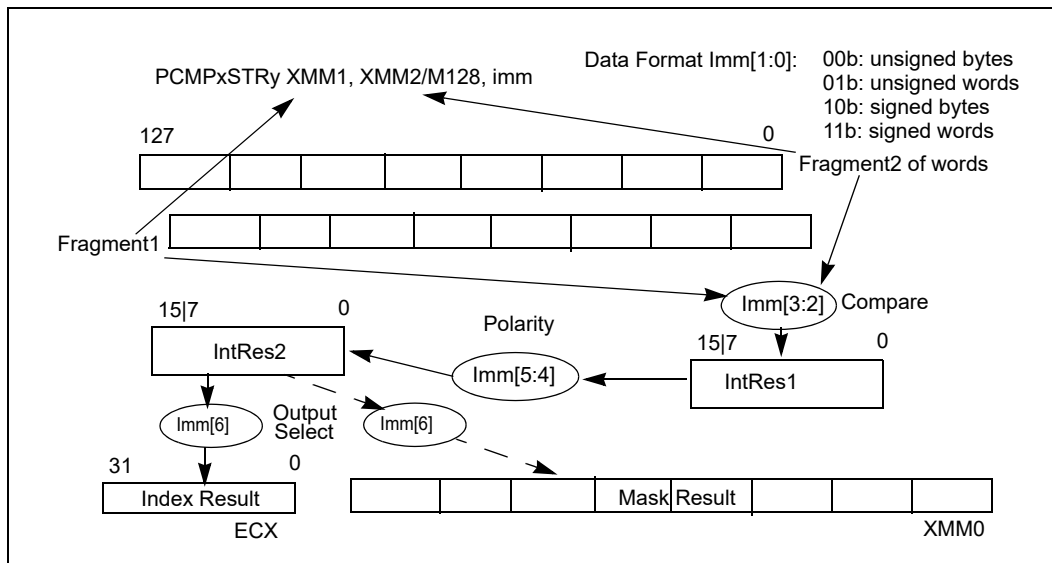 PCMPxSTRy XMM1, XMM2/M128, imm
Data Format Imm[1:0]:
00b: unsigned bytes
01b: unsigned words
10b: signed bytes
11b: signed words
127
0
Fragment2 of words
Fragment1
Imm[3:2]
Compare
15|7
0
Polarity
15|7
0
IntRes2
Imm[5:4]
IntRes1
Imm[6]
Output
Select
Imm[6]
31
0
Index Result
Mask Result
ECX
XMM0